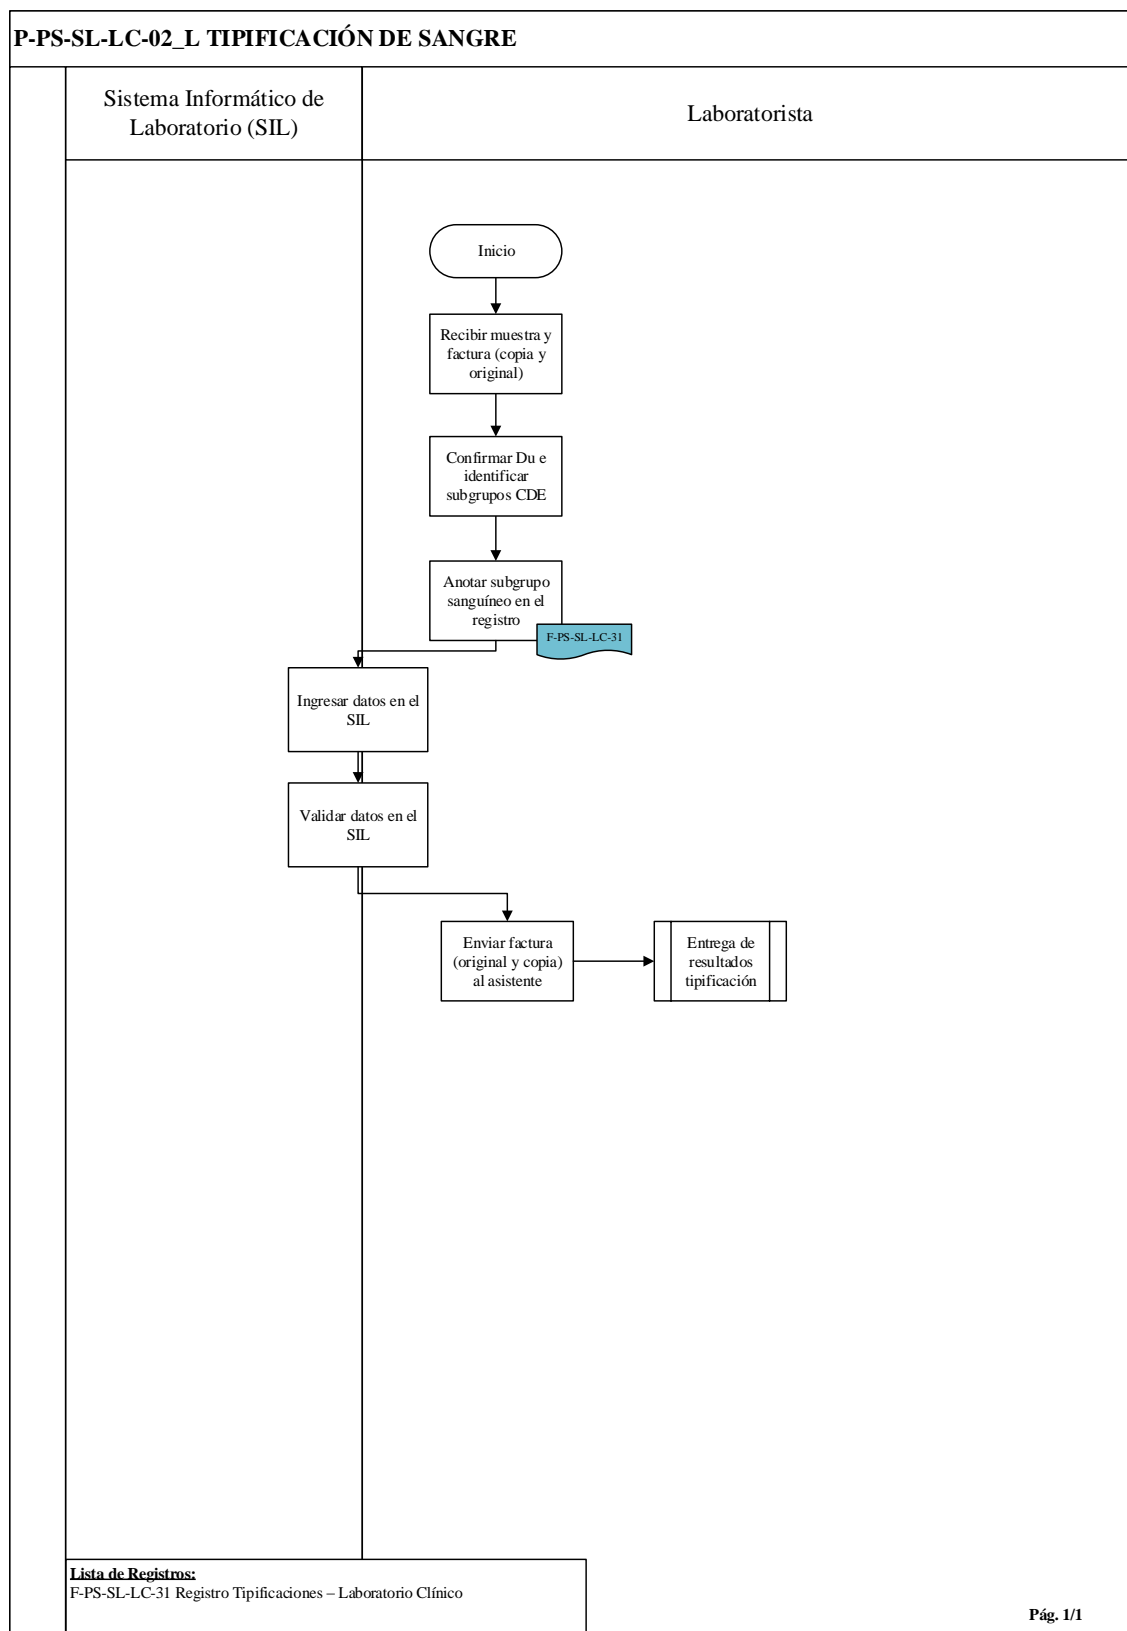 P-PS-SL-LC-02_L TIPIFICACIÓN DE SANGRE
Sistema Informático de
Laboratorio (SIL)
Laboratorista
Inicio
Recibir muestra y
factura (copia y
original)
Confirmar Du e
identificar
subgrupos CDE
Anotar subgrupo
sanguíneo en el
registro
F-PS-SL-LC-31
Ingresar datos en el
SIL
Validar datos en el
SIL
Enviar factura
(original y copia)
al asistente
Entrega de
resultados
tipificación
Lista de Registros:
F-PS-SL-LC-31 Registro Tipificaciones – Laboratorio Clínico
Pág. 1/1